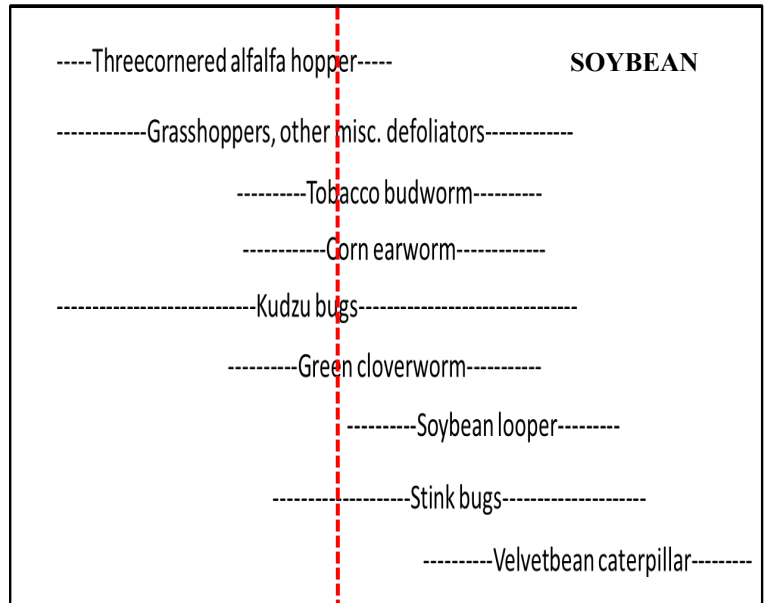 -----Threecornered alfalfa hopper----- SOYBEAN
-------------Grasshoppers, other misc. defoliators-------------
----------Tobacco budworm----------
------------Corn earworm-------------
-----------------------------Kudzu bugs--------------------------------
----------Green cloverworm-----------
----------Soybean looper---------
--------------------Stink bugs---------------------
----------Velvetbean caterpillar---------